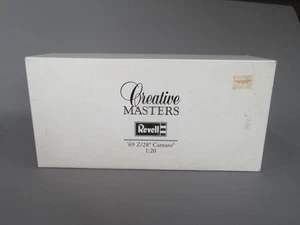 Creative
MASTERS
Revell
'69 Z/28® Camaro®
1:20